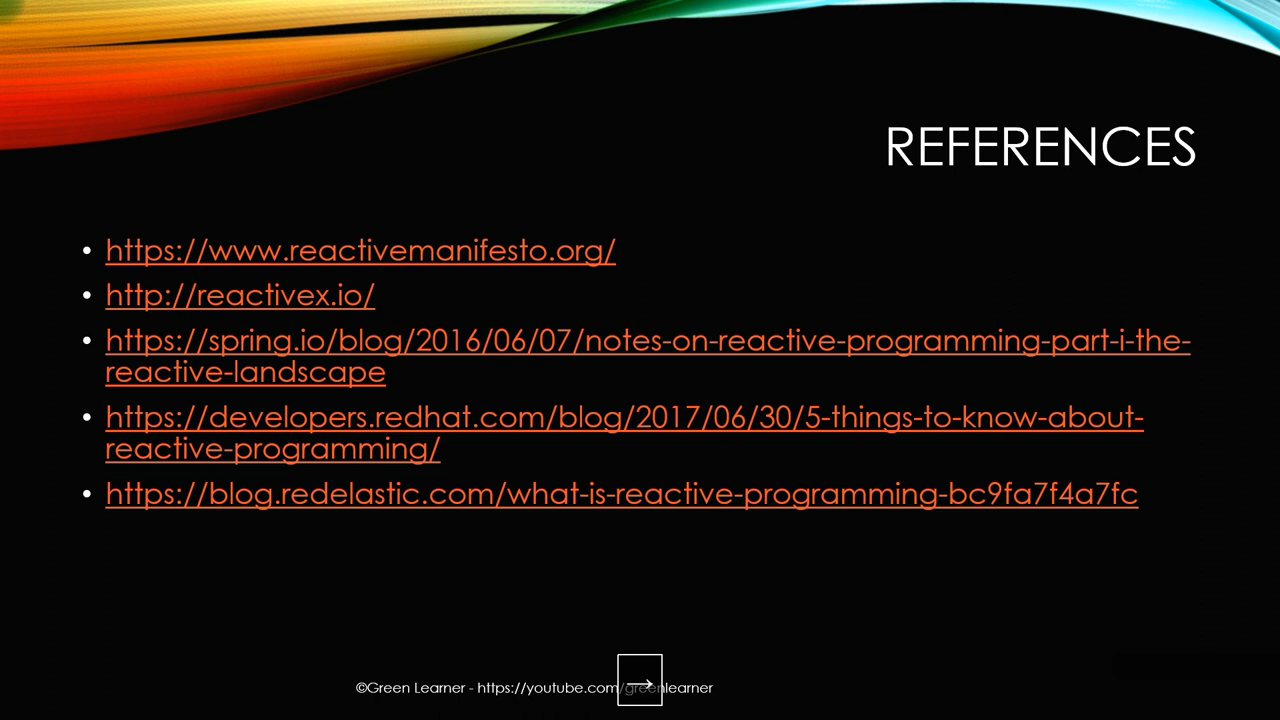 REFERENCES
• https://www.reactivemanifesto.org/
• http://reactivex.io/
• https://spring.io/blog/2016/06/07/notes-on-reactive-programming-part-i-the-
reactive-landscape
• https://developers.redhat.com/blog/2017/06/30/5-things-to-know-about-
reactive-programming/
• https://blog.redelastic.com/what-is-reactive-programming-bc9fa7f4a7fc
©Green Learner - https://youtube.com/greenlearner